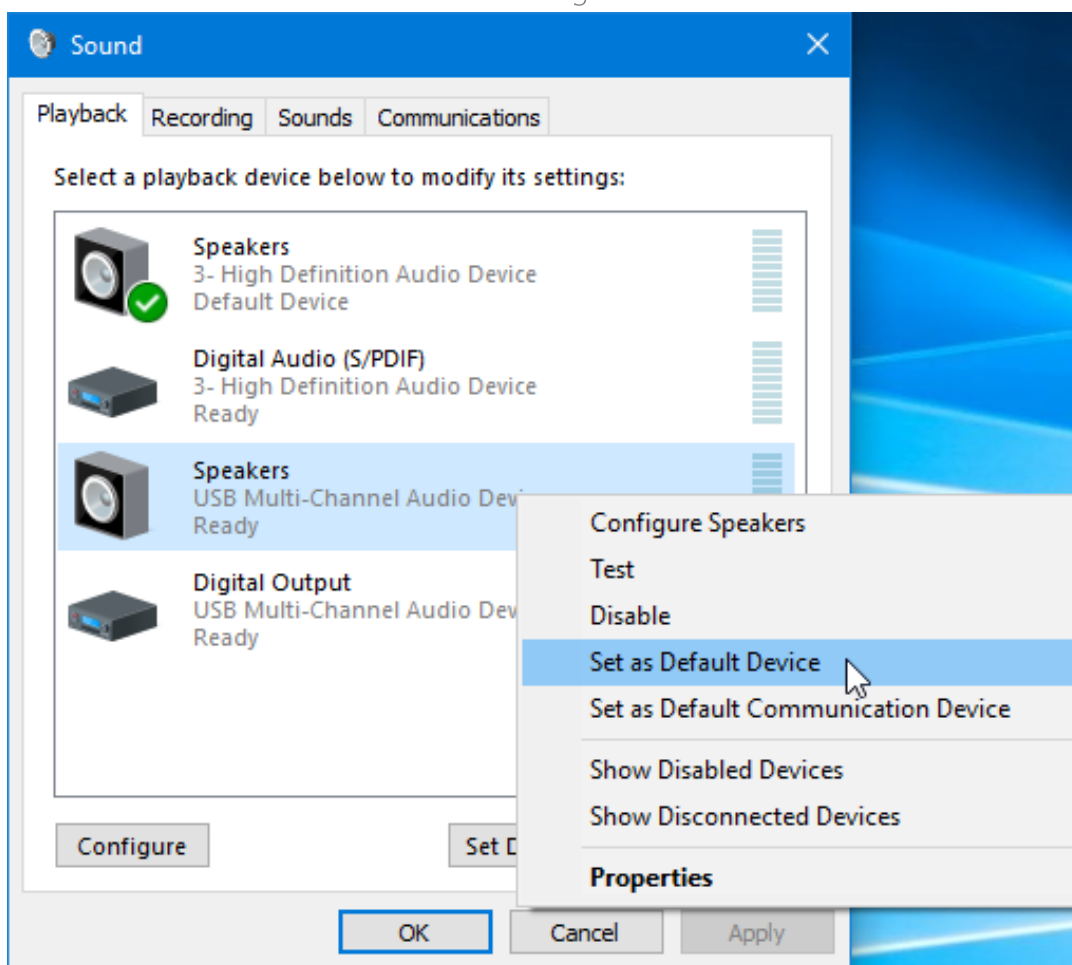 Sound
Playback Recording Sounds Communications
Select a playback device below to modify its settings:
Speakers
3- High Definition Audio Device
Default Device
Digital Audio (S/PDIF)
3- High Definition Audio Device
Ready
Speakers
USB Multi-Channel Audio
Ready
Digital Output
USB Multi-Channel Audio
Ready
Configure Speakers
Test
Disable
Set as Default Device
Set as Default Communication Device
Show Disabled Devices
Show Disconnected Devices
Properties
Configure
Set
OK
Cancel
Apply